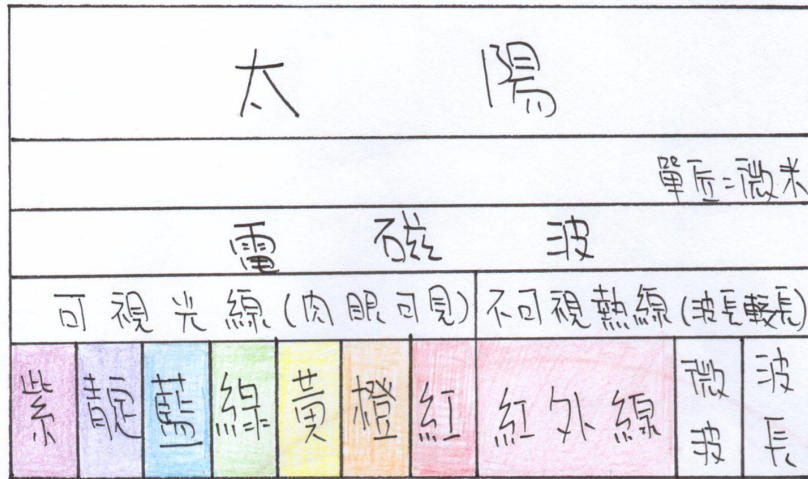 太陽
單位=微米
電磁波
可視光線(肉眼可見) 不可視熱線(波長較長)
紫 靛 藍 綠 黃 橙 紅 紅外線 微波 波長